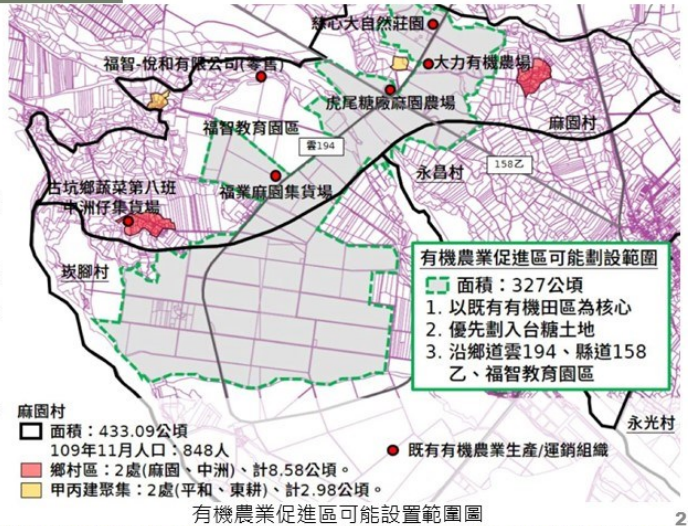 慈心大自然莊園
福智-悅和有限公司(零售)
大力有機農場
虎尾糖廠麻園農場
麻園村
福智教育園區
雲194
158乙
永昌村
福業麻園集貨場
古坑鄉蔬菜第八班
中洲仔集貨場
崁腳村
有機農業促進區可能劃設範圍
面積：327公頃
1. 以既有有機田區為核心
2. 優先劃入台糖土地
3. 沿鄉道雲194、縣道158
乙、福智教育園區
永光村
麻園村
面積：433.09公頃
109年11月人口：848人
既有有機農業生產/運銷組織
鄉村區：2處(麻園、中洲)、計8.58公頃。
甲丙建聚集：2處(平和、東耕)、計2.98公頃。
有機農業促進區可能設置範圍圖
2